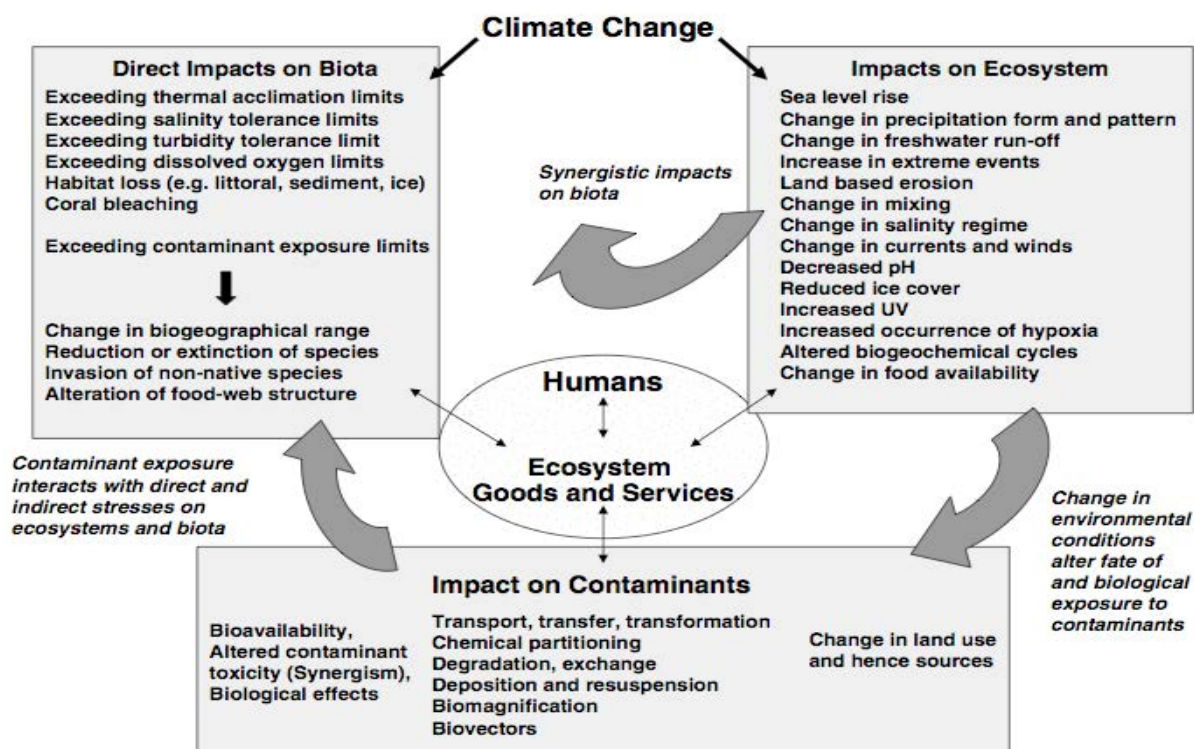 Climate Change
Direct Impacts on Biota
Exceeding thermal acclimation limits
Exceeding salinity tolerance limits
Exceeding turbidity tolerance limit
Exceeding dissolved oxygen limits
Habitat loss (e.g. littoral, sediment, ice)
Coral bleaching
Exceeding contaminant exposure limits
Change in biogeographical range
Reduction or extinction of species
Invasion of non-native species
Alteration of food-web structure
Synergistic impacts
on biota
Impacts on Ecosystem
Sea level rise
Change in precipitation form and pattern
Change in freshwater run-off
Increase in extreme events
Land based erosion
Change in mixing
Change in salinity regime
Change in currents and winds
Decreased pH
Reduced ice cover
Increased UV
Increased occurrence of hypoxia
Altered biogeochemical cycles
Change in food availability
Humans
Ecosystem
Goods and Services
Contaminant exposure
interacts with direct and
indirect stresses on
ecosystems and biota
Change in
environmental
conditions
alter fate of
and biological
exposure to
contaminants
Impact on Contaminants
Bioavailability,
Altered contaminant
toxicity (Synergism),
Biological effects
Transport, transfer, transformation
Chemical partitioning
Degradation, exchange
Deposition and resuspension
Biomagnification
Biovectors
Change in land use
and hence sources